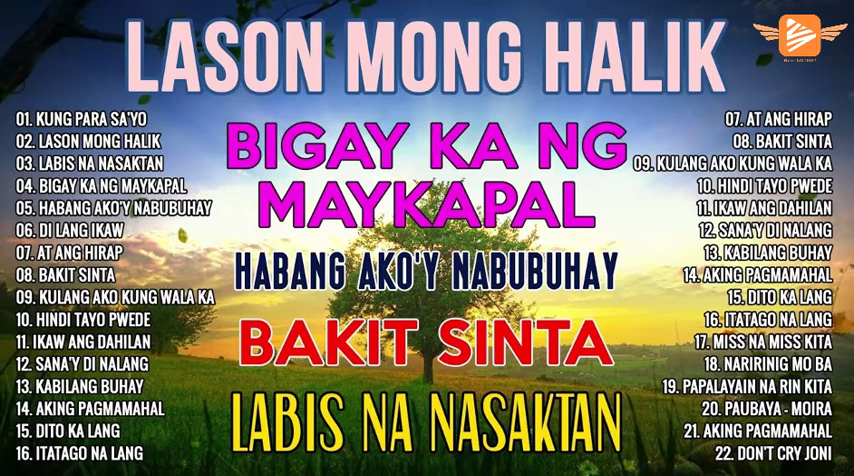 LASON MONG HALIK
01. KUNG PARA SA'YO
02. LASON MONG HALIK
03. LABIS NA NASAKTAN
04. BIGAY KA NG MAYKAPAL
05. HABANG AKO'Y NABUBUHAY
06. DI LANG IKAW
07. AT ANG HIRAP
08. BAKIT SINTA
09. KULANG AKO KUNG WALA KA
10. HINDI TAYO PWEDE
11. IKAW ANG DAHILAN
12. SANA'Y DI NALANG
13. KABILANG BUHAY
14. AKING PAGMAMAHAL
15. DITO KA LANG
16. ITATAGO NA LANG
BIGAY KA NG
MAYKAPAL
HABANG AKO'Y NABUBUHAY
BAKIT SINTA
LABIS NA NASAKTAN
07. AT ANG HIRAP
08. BAKIT SINTA
09. KULANG AKO KUNG WALA KA
10. HINDI TAYO PWEDE
11. IKAW ANG DAHILAN
12. SANA'Y DI NALANG
13. KABILANG BUHAY
14. AKING PAGMAMAHAL
15. DITO KA LANG
16. ITATAGO NA LANG
17. MISS NA MISS KITA
18. NARIRINIG MO BA
19. PAPALAYAIN NA RIN KITA
20. PAUBAYA - MOIRA
21. AKING PAGMAMAHAL
22. DON'T CRY JONI